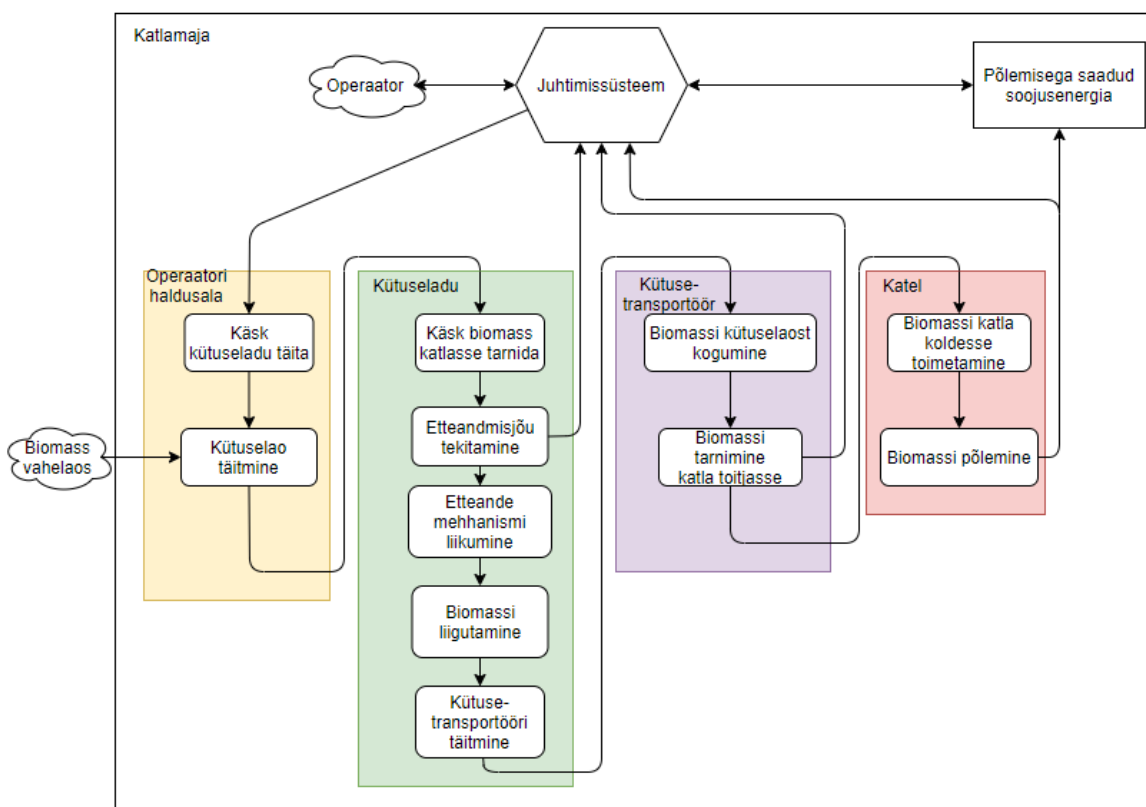 Katlamaja
Operaator
Juhtimissüsteem
Põlemisega saadud
soojusenergia
Operaatori
haldusala
Käsk
kütuseladu täita
Kütuselao
täitmine
Biomass
vahelaos
Kütuseladu
Käsk biomass
katlasse tarnida
Etteandmisjõu
tekitamine
Etteande
mehhanismi
liikumine
Biomassi
liigutamine
Kütuse-
transportööri
täitmine
Kütuse-
transportöör
Biomassi kütuselaost
kogumine
Biomassi
tarnimine
katla toitjasse
Katel
Biomassi katla
koldesse
toimetamine
Biomassi põlemine